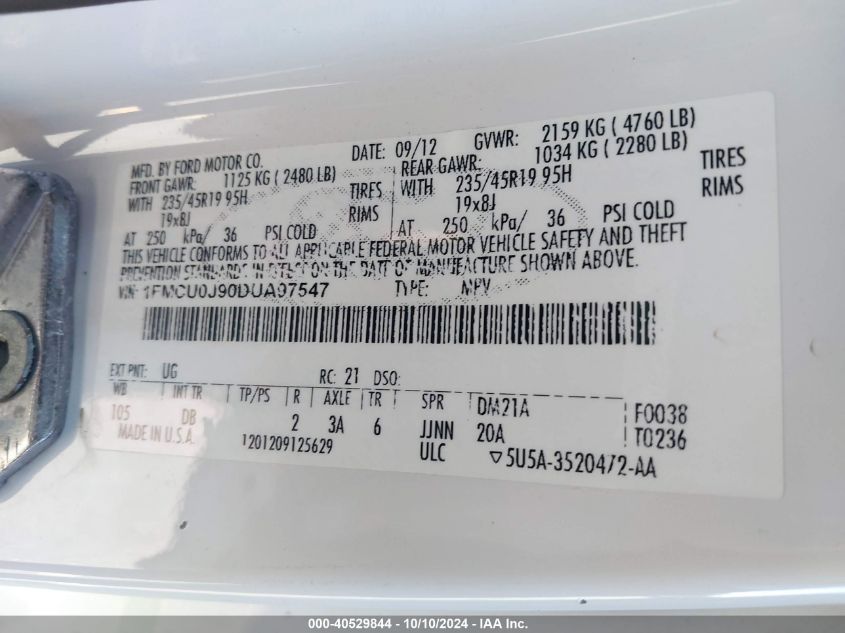 MFD. BY FORD MOTOR CO.
DATE: 09/12 GVWR: 2159 KG ( 4760 LB)
FRONT GAWR: 1125 KG ( 2480 LB)
REAR GAWR: 1034 KG ( 2280 LB)
WITH 235/45R19 95H TIRES
WITH 235/45R19 95H TIRES
19x8J RIMS
19x8J RIMS
AT 250 kPa/ 36 PSI COLD
AT 250 kPa/ 36 PSI COLD
THIS VEHICLE CONFORMS TO ALL APPLICABLE FEDERAL MOTOR VEHICLE SAFETY AND THEFT
PREVENTION STANDARDS IN EFFECT ON THE DATE OF MANUFACTURE SHOWN ABOVE.
VIN: 1FMCU0J90DUA97547 TYPE: MPV
EXT PNT: UG RC: 21 DSO:
WB INT TR TP/PS R AXLE TR SPR DM21A F0038
105 DB 2 3A 6 JJNN 20A T0236
MADE IN U.S.A. 1201209125629 ULC ▽5U5A-3520472-AA
000-40529844 - 10/10/2024 - IAA Inc.